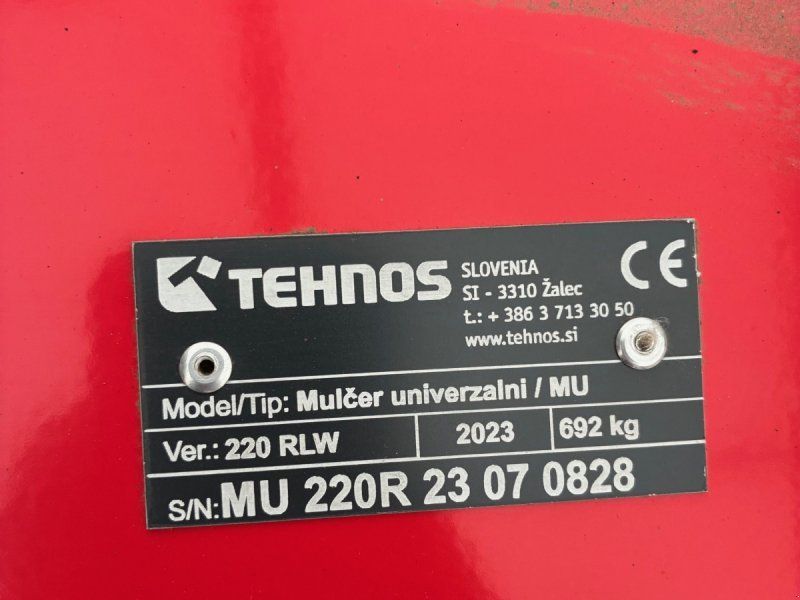 TEHNOS
SLOVENIA
SI - 3310 Žalec
t.: + 386 3 713 30 50
www.tehnos.si
CE
Model/Tip: Mulčer univerzalni / MU
Ver.: 220 RLW 2023 692 kg
S/N: MU 220R 23 07 0828